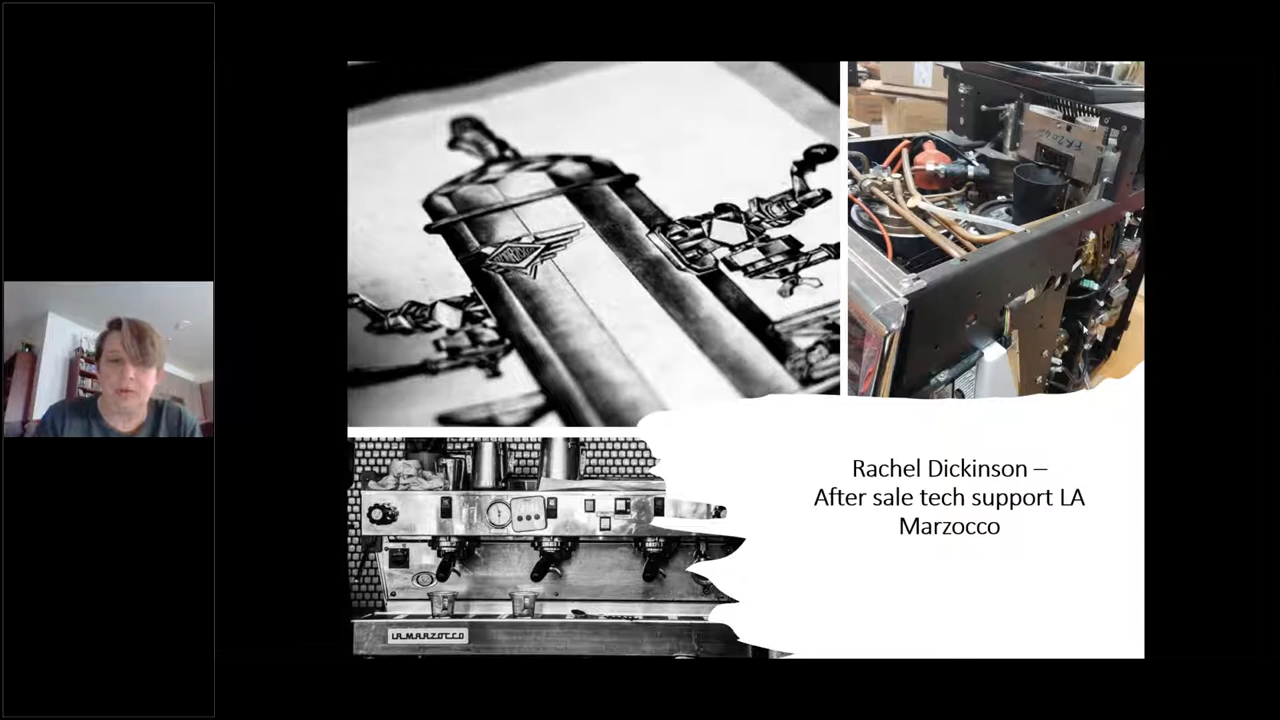 Rachel Dickinson –
After sale tech support LA
Marzocco
LA MARZOCCO